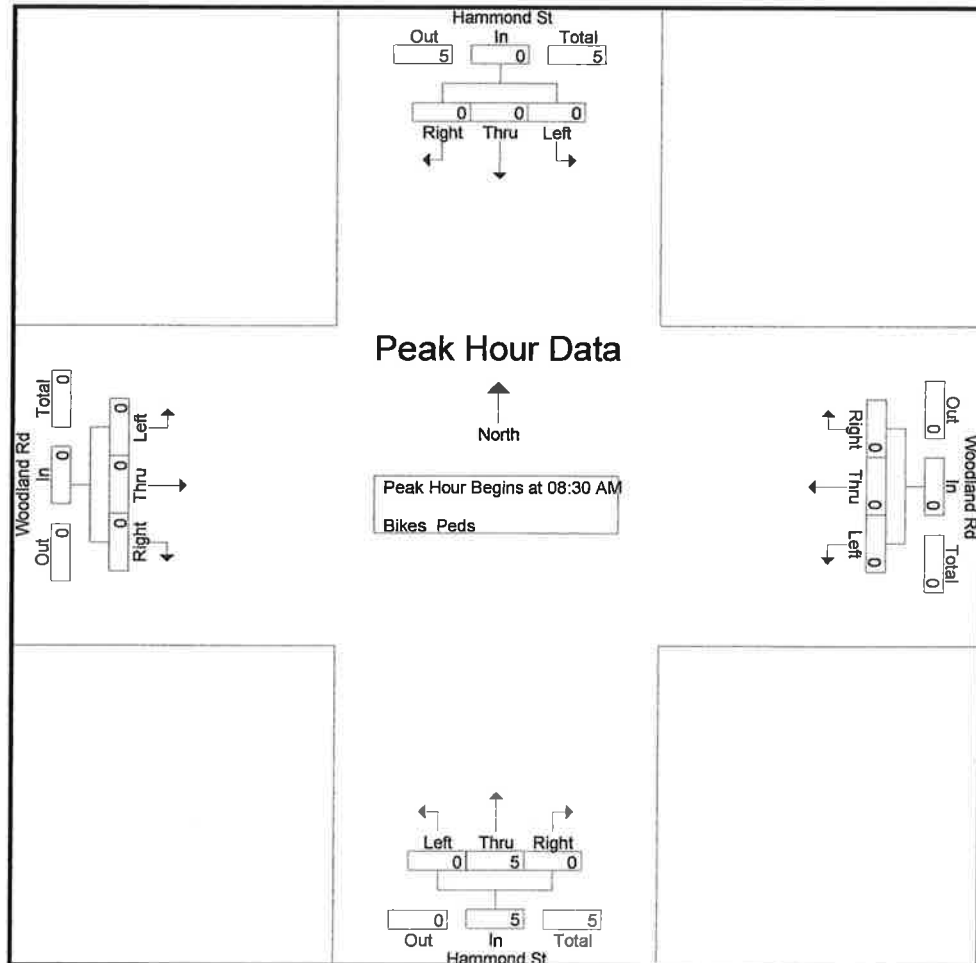 Hammond St
Out In Total
5 0 5
0 0 0
Right Thru Left
Peak Hour Data
North
Peak Hour Begins at 08:30 AM
Bikes Peds
Woodland Rd
Total In Out
0 0 0
0 0 0
Left Thru Right
Woodland Rd
Out In Total
0 0 0
0 0 0
Right Thru Left
Left Thru Right
0 5 0
0 5 5
Out In Total
Hammond St